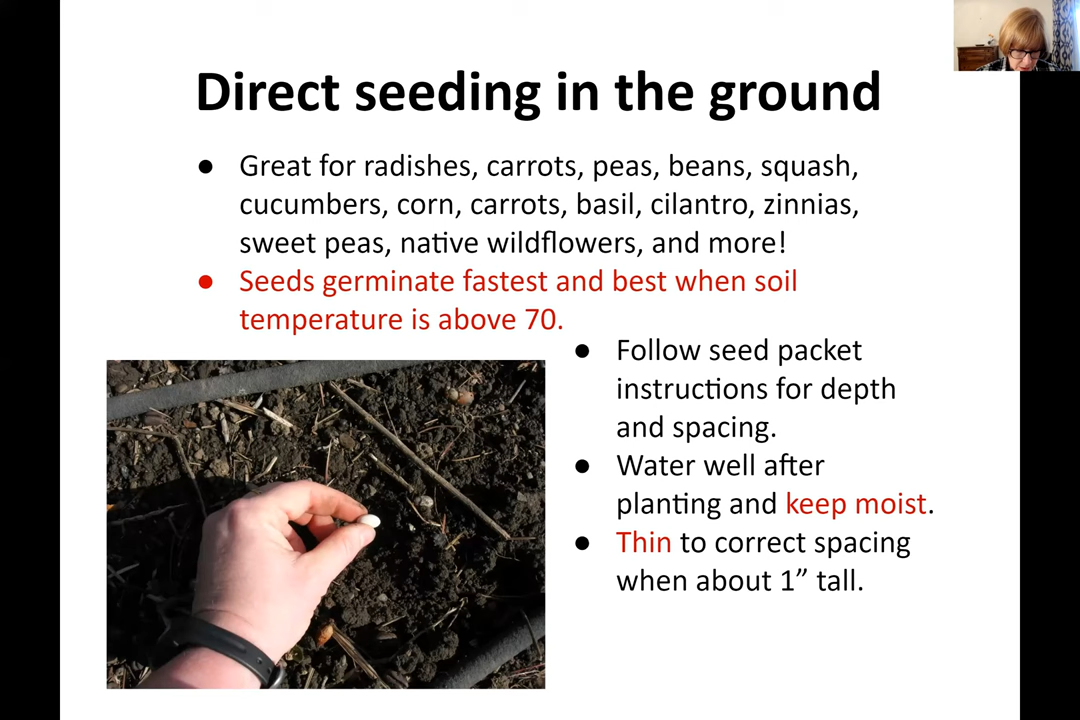 Direct seeding in the ground
● Great for radishes, carrots, peas, beans, squash,
cucumbers, corn, carrots, basil, cilantro, zinnias,
sweet peas, native wildflowers, and more!
● Seeds germinate fastest and best when soil
temperature is above 70.
● Follow seed packet
instructions for depth
and spacing.
● Water well after
planting and keep moist.
● Thin to correct spacing
when about 1” tall.